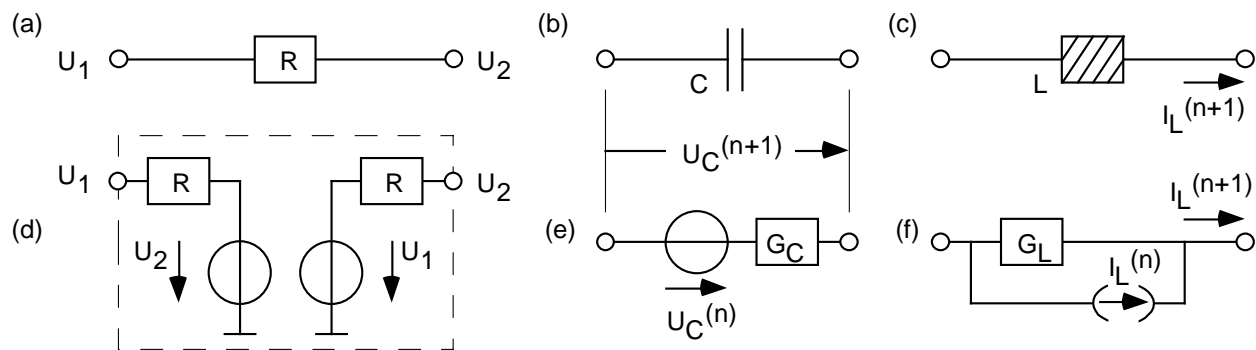 (a)
U1
R
U2
(b)
C
(c)
L
IL(n+1)
UC(n+1)
(d)
U1
R
R
U2
U2
U1
(e)
GC
UC(n)
(f)
IL(n+1)
GL
IL(n)